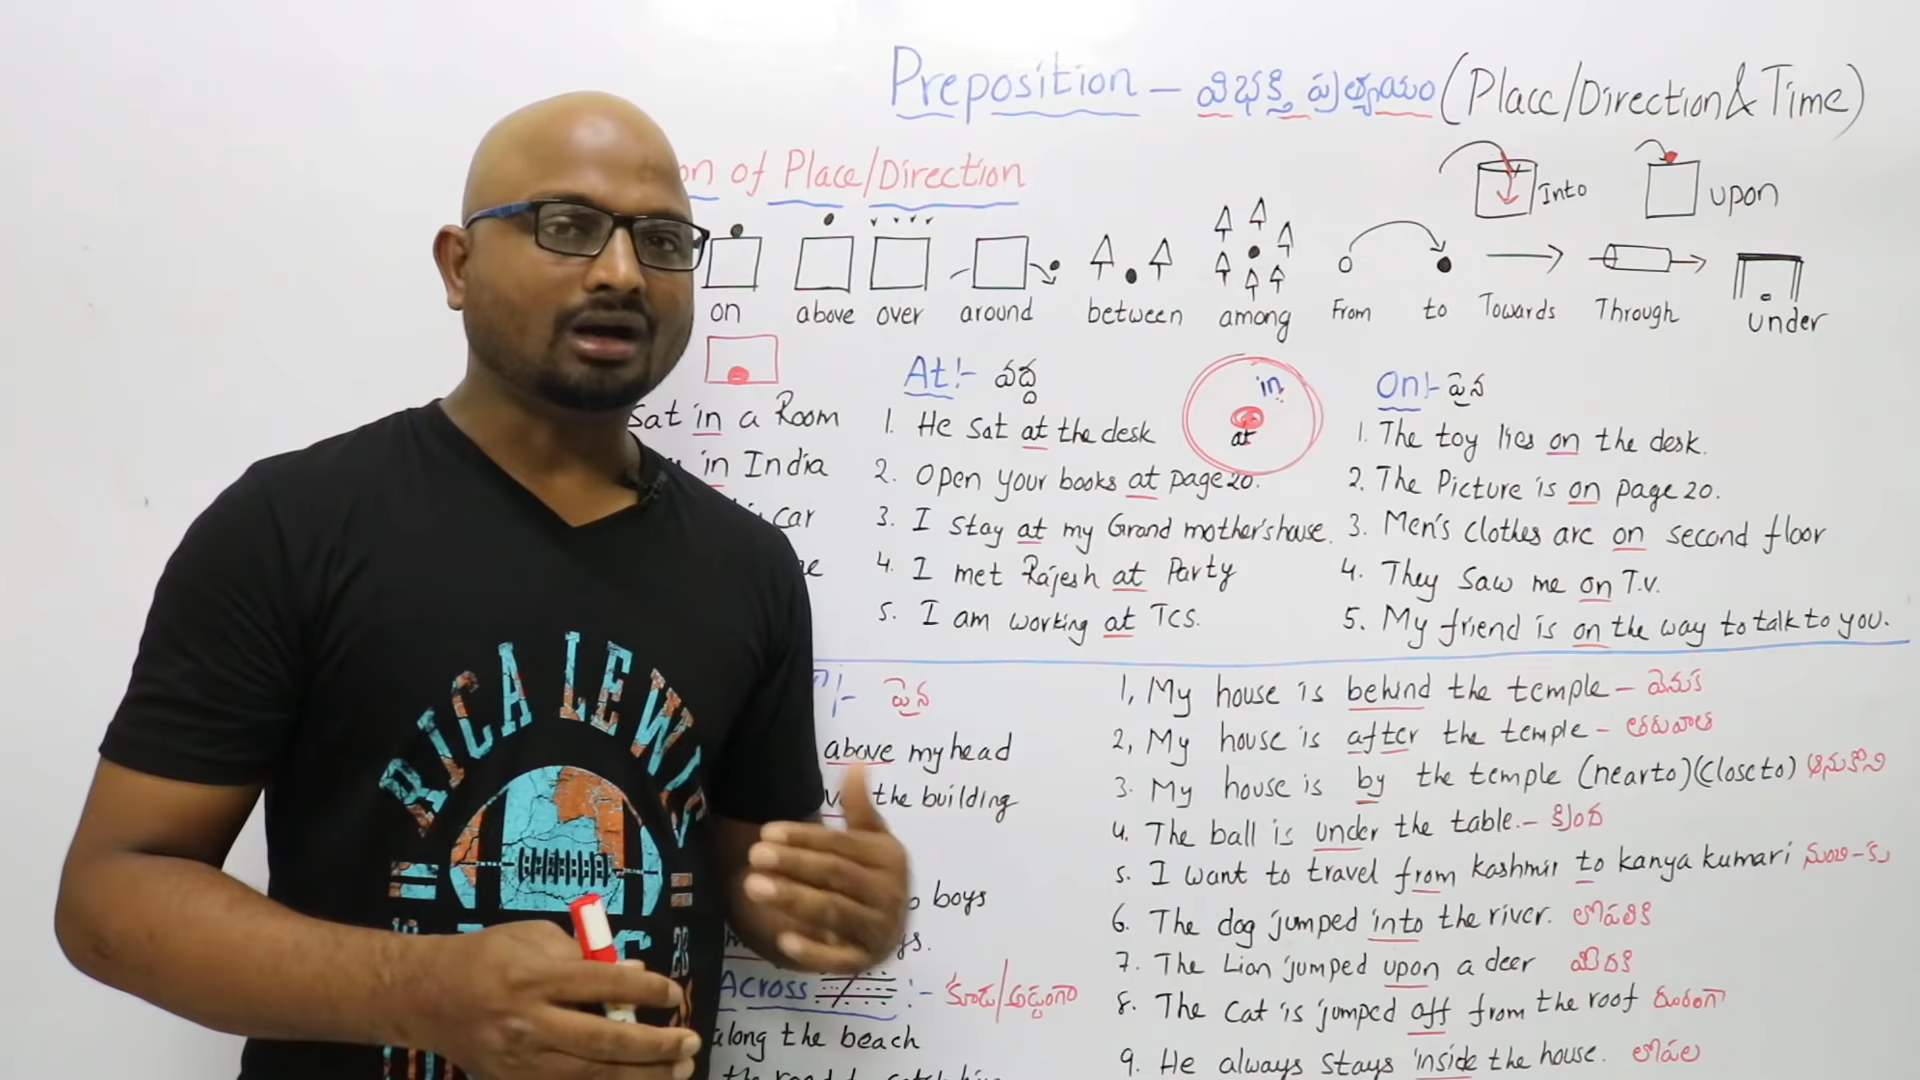 Preposition – విభక్తి ప్రత్యయం (Place/Direction & Time)
on of Place/Direction
Into
upon
on above over around between among From to Towards Through under
At:- వద్ద
in
at
On:- పైన
sat in a Room
in India
car
1. He sat at the desk
2. Open your books at page 20.
3. I stay at my Grand mother's house.
4. I met Rajesh at Party
5. I am working at TCS.
1. The toy lies on the desk.
2. The Picture is on page 20.
3. Men's clothes are on second floor
4. They saw me on T.V.
5. My friend is on the way to talk to you.
పైన
above my head
the building
boys
Across :- కూడు/అడ్డంగా
along the beach
1, My house is behind the temple – వెనుక
2, My house is after the temple – తరువాత
3. My house is by the temple (near to) (close to) ఆనుకొని
4. The ball is under the table. – క్రింద
5. I want to travel from Kashmir to Kanya kumari నుంచి – కు
6. The dog jumped into the river. లోపలికి
7. The Lion jumped upon a deer మీదకి
8. The Cat is jumped off from the roof దూరంగా
9. He always stays inside the house. లోపల
RICA LEWIS